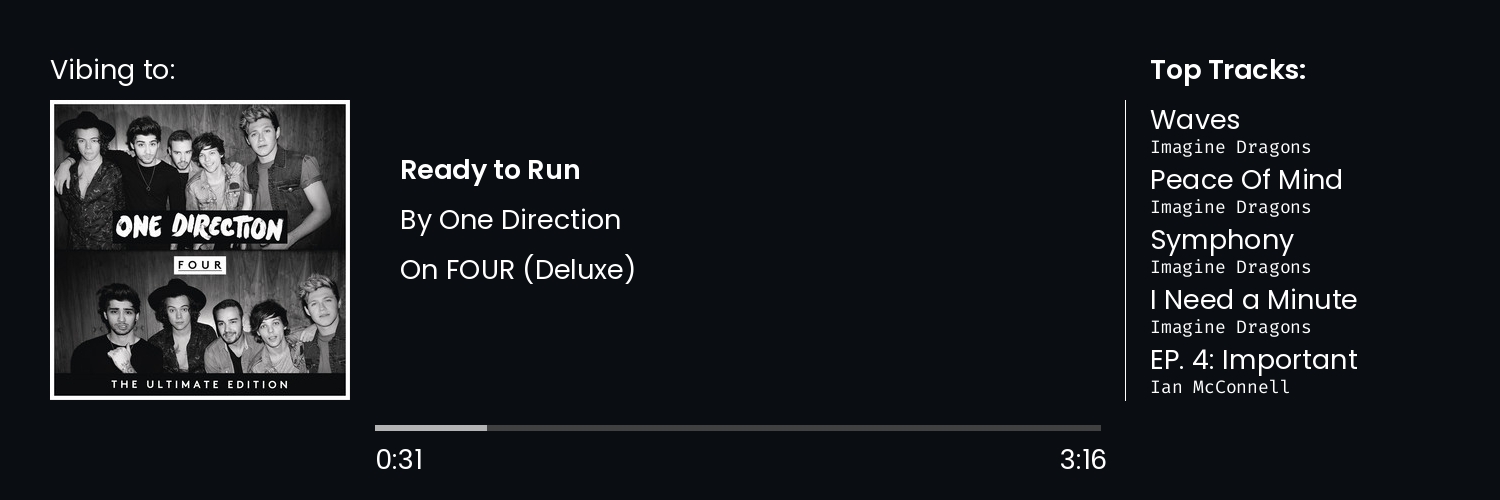 Vibing to:
ONE DIRECTION
FOUR
THE ULTIMATE EDITION
Ready to Run
By One Direction
On FOUR (Deluxe)
0:31
3:16
Top Tracks:
Waves
Imagine Dragons
Peace Of Mind
Imagine Dragons
Symphony
Imagine Dragons
I Need a Minute
Imagine Dragons
EP. 4: Important
Ian McConnell